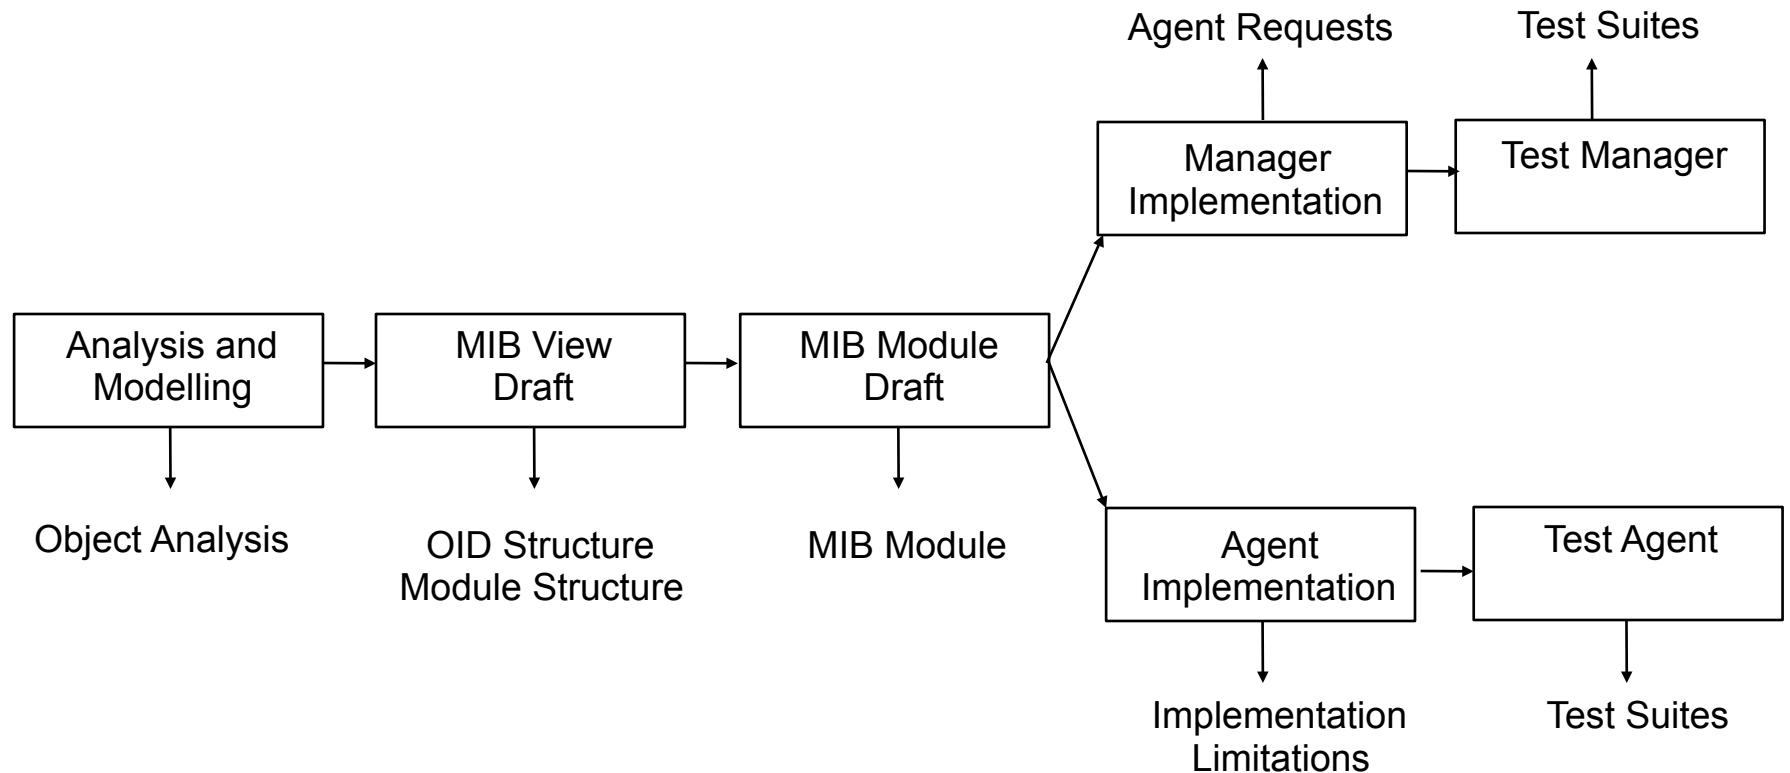 Agent Requests
Test Suites
Manager
Implementation
Test Manager
Analysis and
Modelling
MIB View
Draft
MIB Module
Draft
Object Analysis
OID Structure
Module Structure
MIB Module
Agent
Implementation
Test Agent
Implementation
Limitations
Test Suites